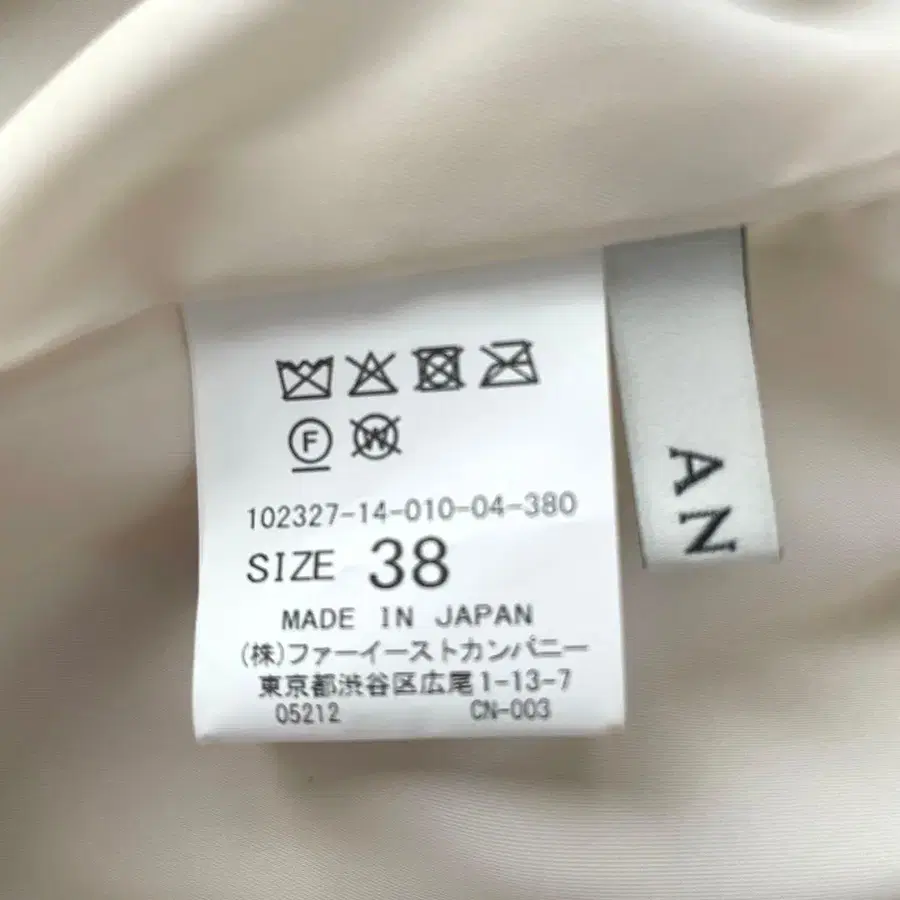 F
W
102327-14-010-04-380
SIZE 38
MADE IN JAPAN
(株)ファーイーストカンパニー
東京都渋谷区広尾1-13-7
05212 CN-003
AN